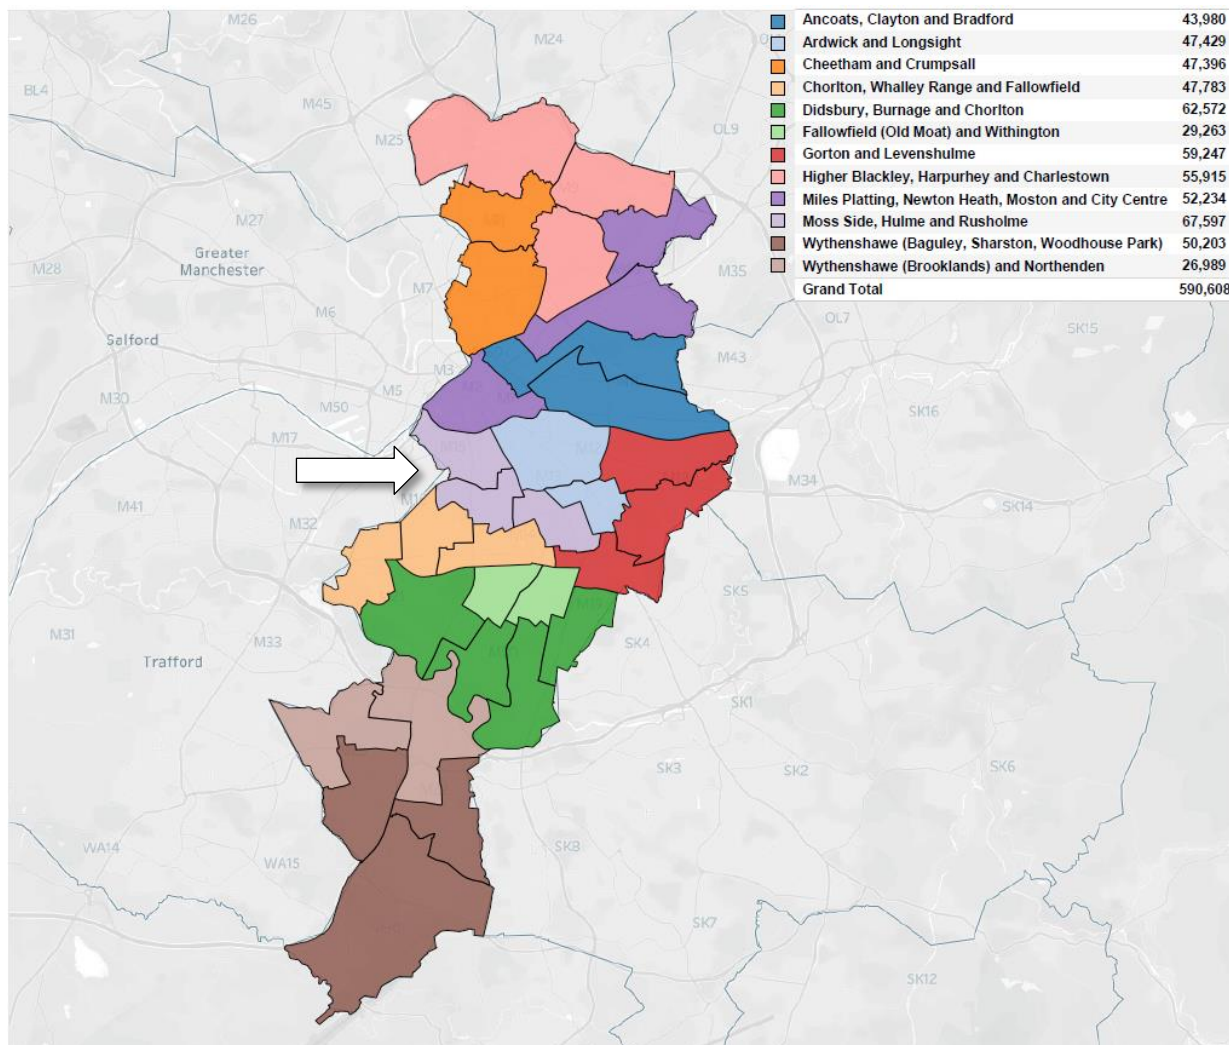 Ancoats, Clayton and Bradford 43,980
Ardwick and Longsight 47,429
Cheetham and Crumpsall 47,396
Chorlton, Whalley Range and Fallowfield 47,783
Didsbury, Burnage and Chorlton 62,572
Fallowfield (Old Moat) and Withington 29,263
Gorton and Levenshulme 59,247
Higher Blackley, Harpurhey and Charlestown 55,915
Miles Platting, Newton Heath, Moston and City Centre 52,234
Moss Side, Hulme and Rusholme 67,597
Wythenshawe (Baguley, Sharston, Woodhouse Park) 50,203
Wythenshawe (Brooklands) and Northenden 26,989
Grand Total 590,608
M26
M24
BL4
M45
M25
OL9
M27
Greater
Manchester
M28
M7
M35
M6
OL7
SK15
Salford
M3
M43
M5
M30
M50
SK16
M17
M34
M41
SK14
M32
SK5
M31
M33
SK4
Trafford
SK1
SK3
SK2
SK6
WA14
WA15
SK8
SK7
SK12